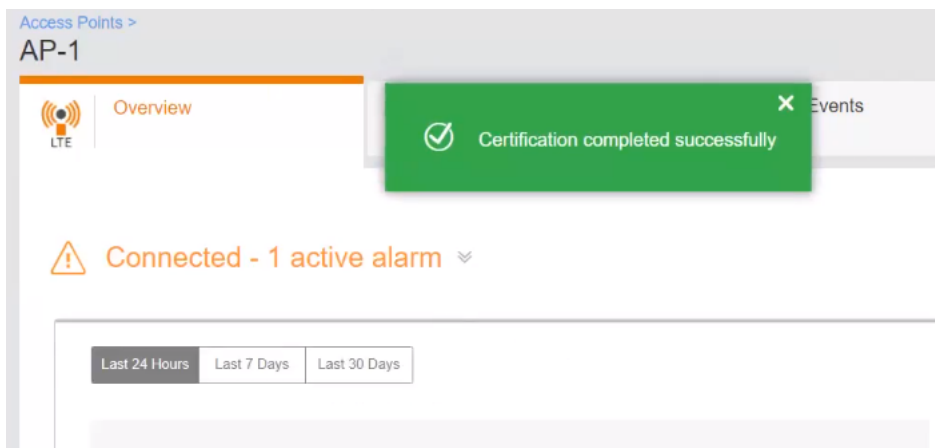 Access Points >
AP-1
LTE
Overview
Certification completed successfully
Events
Connected - 1 active alarm
Last 24 Hours
Last 7 Days
Last 30 Days